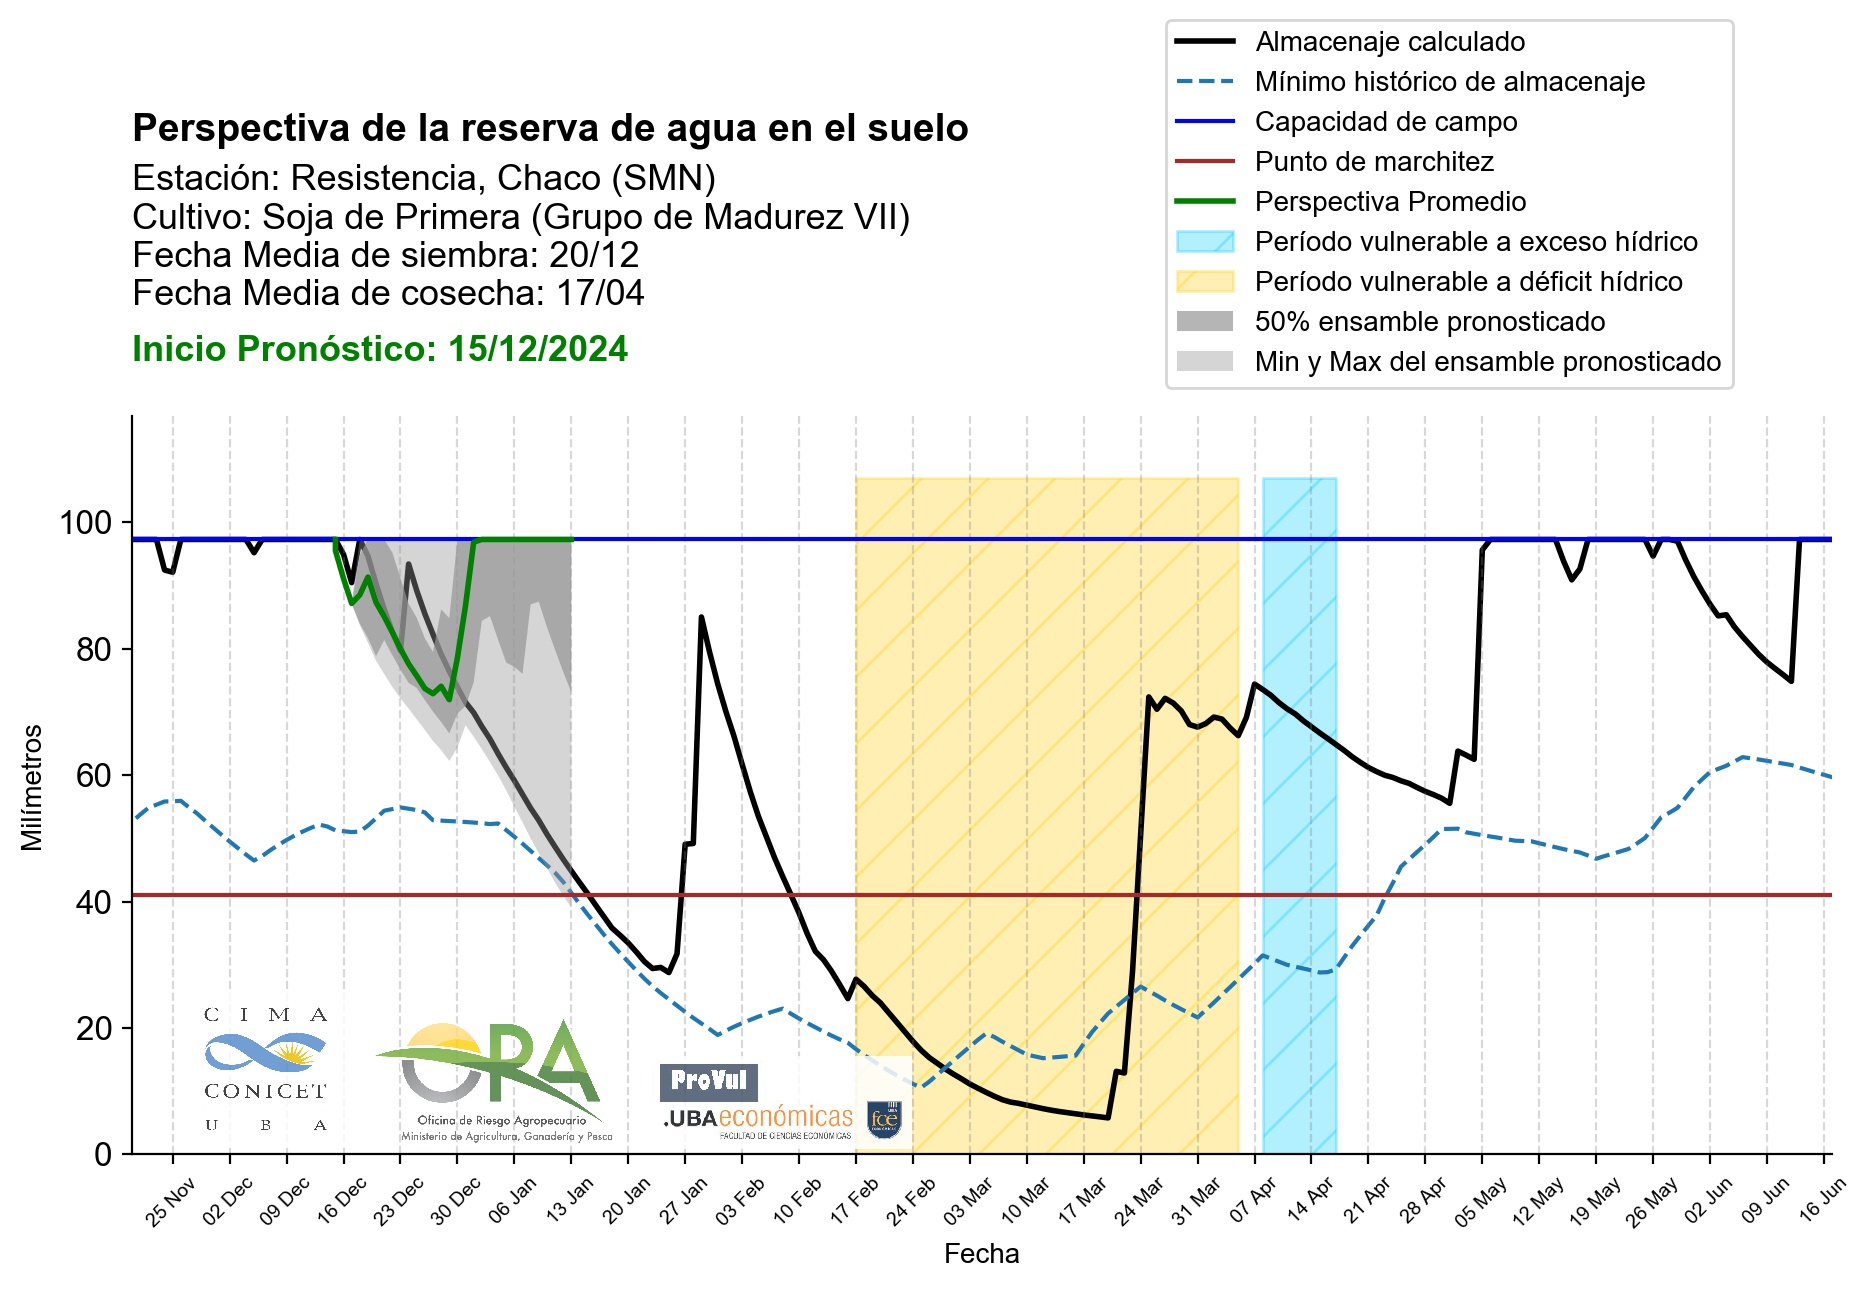 Almacenaje calculado
Mínimo histórico de almacenaje
Capacidad de campo
Punto de marchitez
Perspectiva Promedio
Período vulnerable a exceso hídrico
Período vulnerable a déficit hídrico
50% ensamble pronosticado
Min y Max del ensamble pronosticado
Perspectiva de la reserva de agua en el suelo
Estación: Resistencia, Chaco (SMN)
Cultivo: Soja de Primera (Grupo de Madurez VII)
Fecha Media de siembra: 20/12
Fecha Media de cosecha: 17/04
Inicio Pronóstico: 15/12/2024
100
80
60
40
20
0
Milímetros
CIMA
CONICET
UBA
ORA
Oficina de Riesgo Agropecuario
Ministerio de Agricultura, Ganadería y Pesca
ProVul
.UBAeconómicas
FACULTAD DE CIENCIAS ECONÓMICAS
UBA
fce
ECONÓMICAS
25 Nov
02 Dec
09 Dec
16 Dec
23 Dec
30 Dec
06 Jan
13 Jan
20 Jan
27 Jan
03 Feb
10 Feb
17 Feb
24 Feb
03 Mar
10 Mar
17 Mar
24 Mar
31 Mar
07 Apr
14 Apr
21 Apr
28 Apr
05 May
12 May
19 May
26 May
02 Jun
09 Jun
16 Jun
Fecha